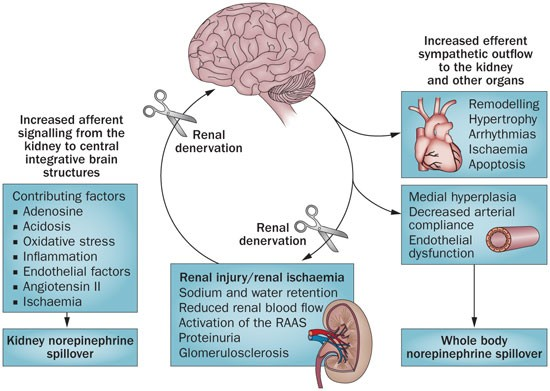 Increased afferent
signalling from the
kidney to central
integrative brain
structures
Contributing factors
▪ Adenosine
▪ Acidosis
▪ Oxidative stress
▪ Inflammation
▪ Endothelial factors
▪ Angiotensin II
▪ Ischaemia
Kidney norepinephrine
spillover
Renal
denervation
Renal
denervation
Renal injury/renal ischaemia
Sodium and water retention
Reduced renal blood flow
Activation of the RAAS
Proteinuria
Glomerulosclerosis
Increased efferent
sympathetic outflow
to the kidney
and other organs
Remodelling
Hypertrophy
Arrhythmias
Ischaemia
Apoptosis
Medial hyperplasia
Decreased arterial
compliance
Endothelial
dysfunction
Whole body
norepinephrine spillover